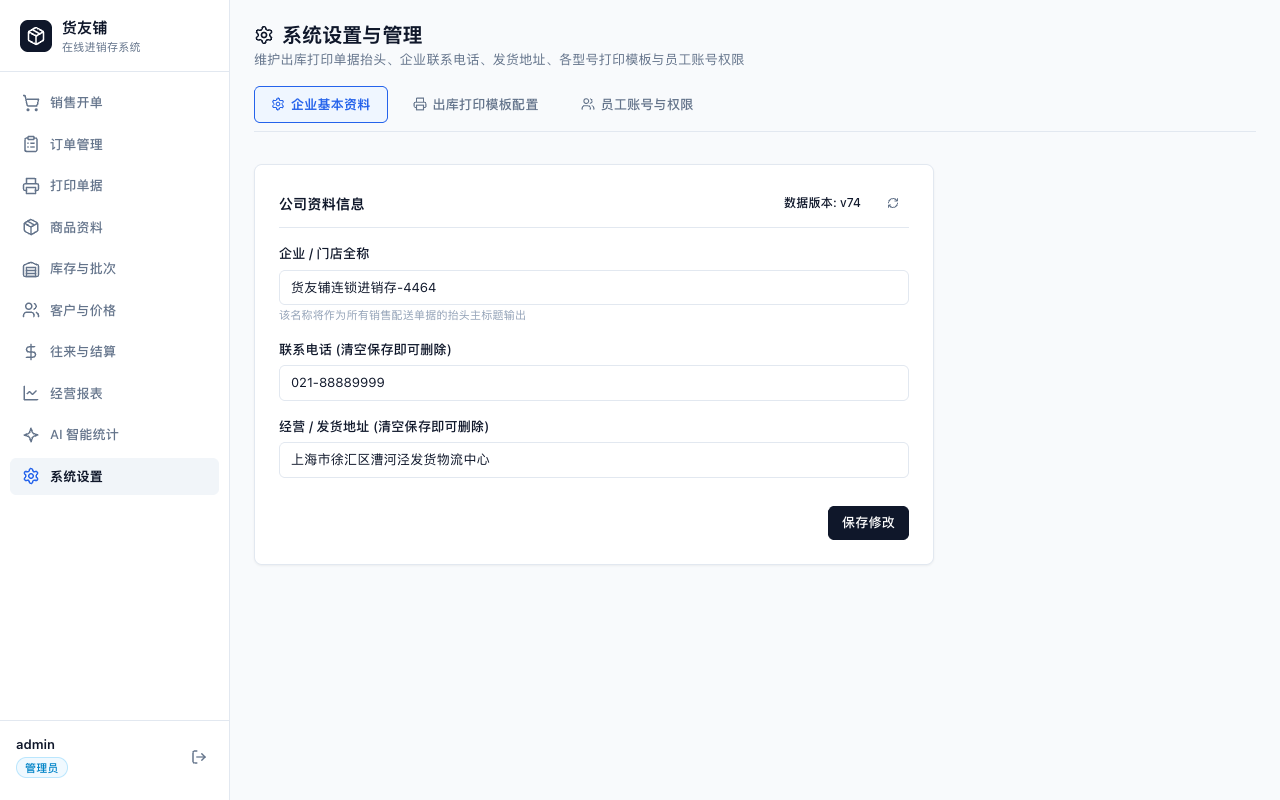 货友铺
在线进销存系统
销售开单
订单管理
打印单据
商品资料
库存与批次
客户与价格
往来与结算
经营报表
AI 智能统计
系统设置
admin
管理员
系统设置与管理
维护出库打印单据抬头、企业联系电话、发货地址、各型号打印模板与员工账号权限
企业基本资料
出库打印模板配置
员工账号与权限
公司资料信息
数据版本: v74
企业 / 门店全称
货友铺连锁进销存-4464
该名称将作为所有销售配送单据的抬头主标题输出
联系电话 (清空保存即可删除)
021-88889999
经营 / 发货地址 (清空保存即可删除)
上海市徐汇区漕河泾发货物流中心
保存修改